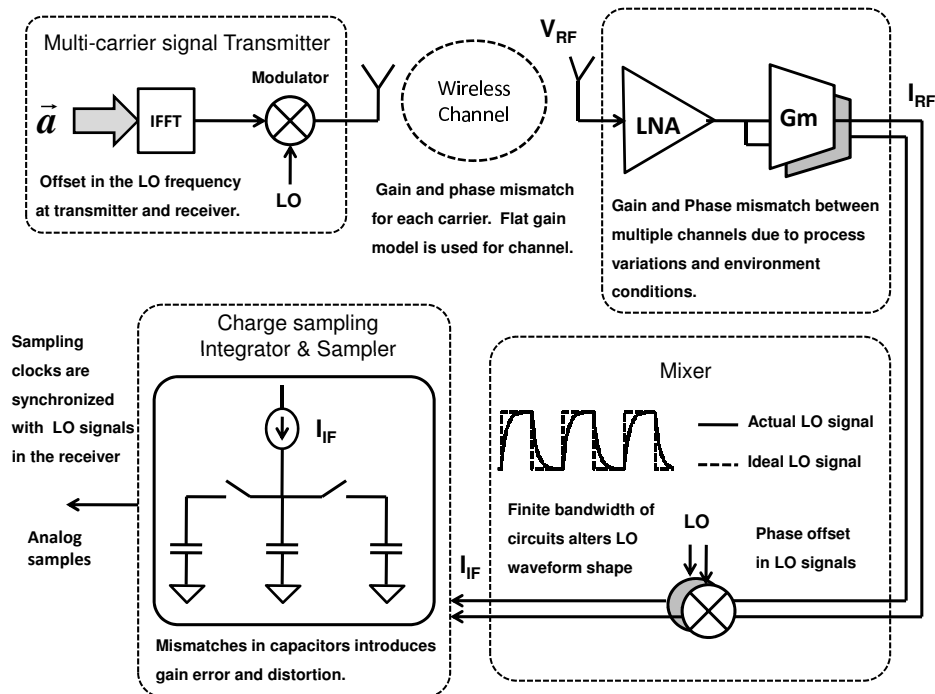 Multi-carrier signal Transmitter
Modulator
a
IFFT
LO
Offset in the LO frequency
at transmitter and receiver.
Wireless
Channel
Gain and phase mismatch
for each carrier. Flat gain
model is used for channel.
VRF
LNA
Gm
IRF
Gain and Phase mismatch between
multiple channels due to process
variations and environment
conditions.
Mixer
Actual LO signal
Ideal LO signal
Finite bandwidth of
circuits alters LO
waveform shape
LO
Phase offset
in LO signals
IIF
Charge sampling
Integrator & Sampler
IIF
Mismatches in capacitors introduces
gain error and distortion.
Sampling
clocks are
synchronized
with LO signals
in the receiver
Analog
samples